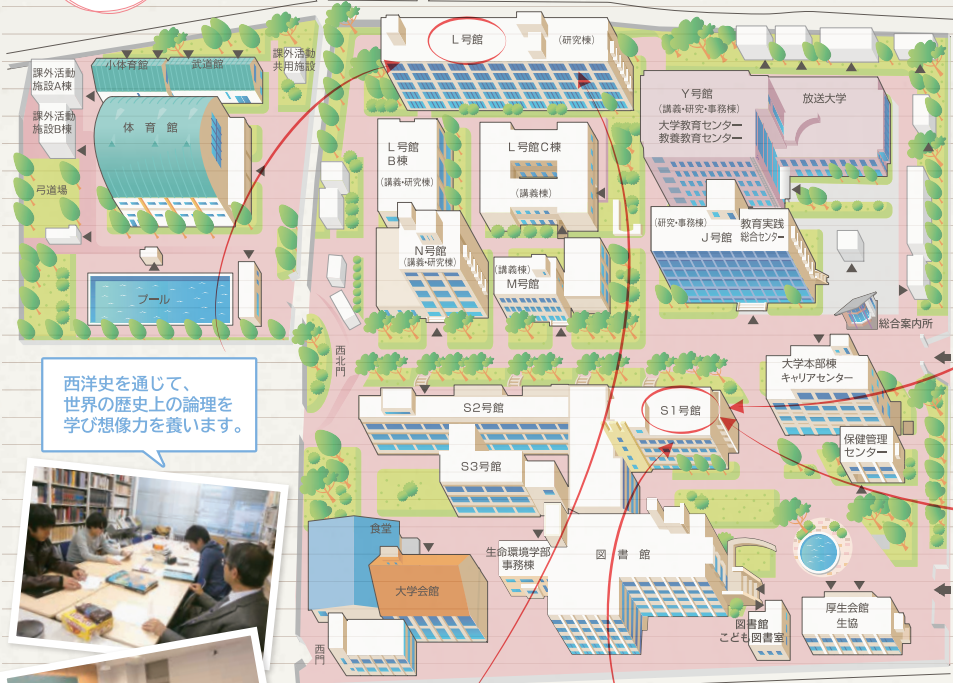 L号館
(研究棟)
小体育館
武道館
課外活動
共用施設
課外活動
施設A棟
課外活動
施設B棟
体育館
弓道場
プール
L号館
B棟
(講義・研究棟)
L号館C棟
(講義棟)
N号館
(講義・研究棟)
(講義棟)
M号館
Y号館
(講義・研究・事務棟)
大学教育センター
教養教育センター
放送大学
(研究・事務棟)
J号館
教育実践
総合センター
総合案内所
西北門
大学本部棟
キャリアセンター
保健管理
センター
S2号館
S1号館
S3号館
西洋史を通じて、
世界の歴史上の論理を
学び想像力を養います。
食堂
大学会館
生命環境学部
事務棟
図書館
図書館
こども図書室
厚生会館
生協
西門